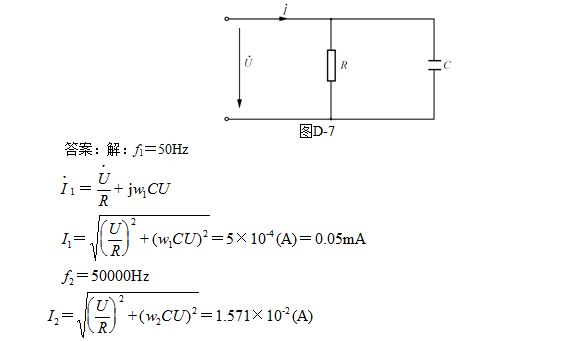 İ
U̇
R
C
图D-7
答案：解：f₁＝50Hz
İ₁＝U̇/R＋jw₁CU
I₁＝√((U/R)²＋(w₁CU)²)＝5×10⁻⁴(A)＝0.05mA
f₂＝50000Hz
I₂＝√((U/R)²＋(w₂CU)²)＝1.571×10⁻²(A)